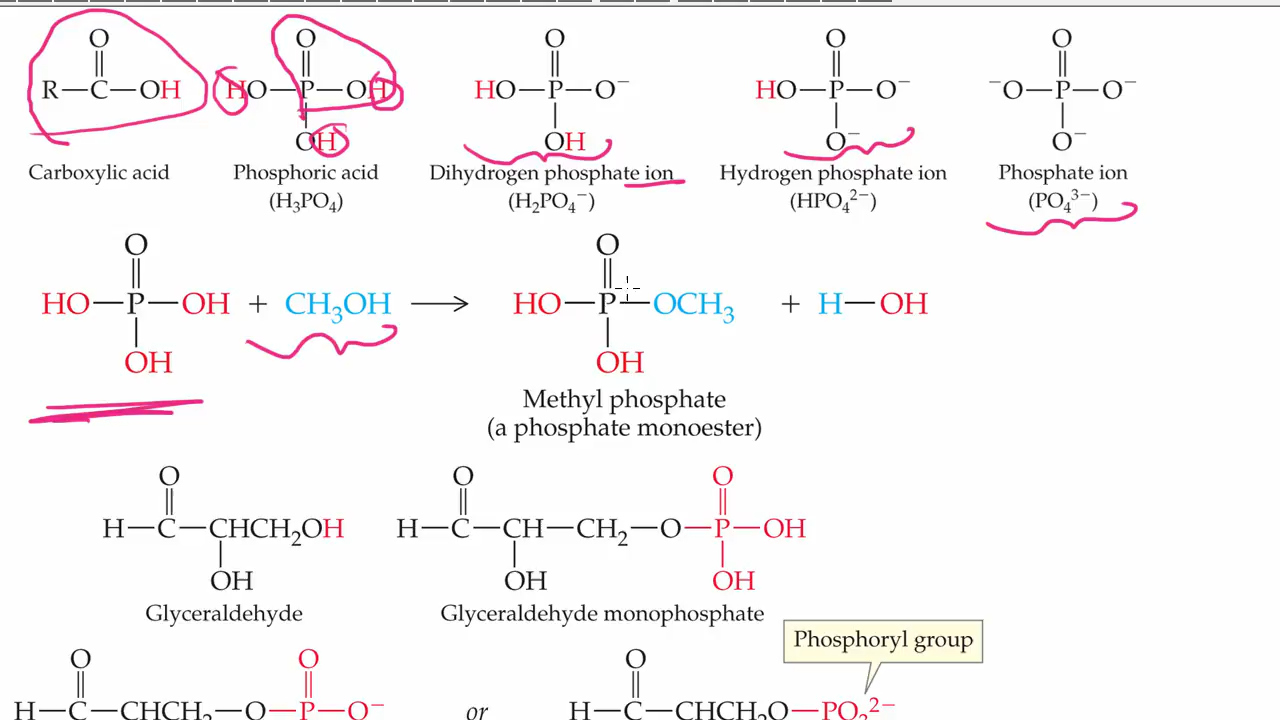 O O O O O
R—C—OH HO—P—OH HO—P—O⁻ HO—P—O⁻ ⁻O—P—O⁻
OH OH O⁻ O⁻
Carboxylic acid Phosphoric acid Dihydrogen phosphate ion Hydrogen phosphate ion Phosphate ion
(H₃PO₄) (H₂PO₄⁻) (HPO₄²⁻) (PO₄³⁻)
O O
HO—P—OH + CH₃OH ⟶ HO—P—OCH₃ + H—OH
OH OH
Methyl phosphate
(a phosphate monoester)
O O O
H—C—CHCH₂OH H—C—CH—CH₂—O—P—OH
OH OH OH
Glyceraldehyde Glyceraldehyde monophosphate
Phosphoryl group
O O O
H—C—CHCH₂—O—P—O⁻ or H—C—CHCH₂O—PO₃²⁻